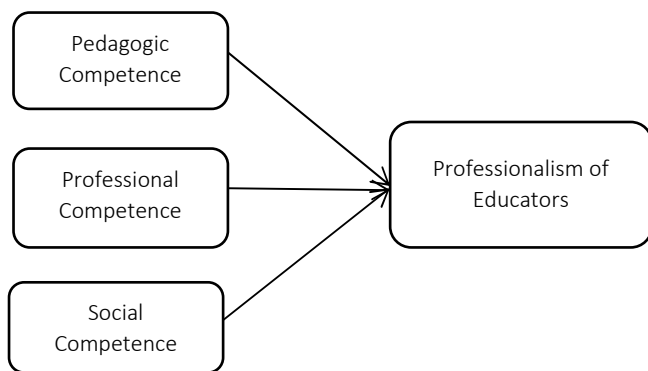 Pedagogic
Competence
Professional
Competence
Professionalism of
Educators
Social
Competence